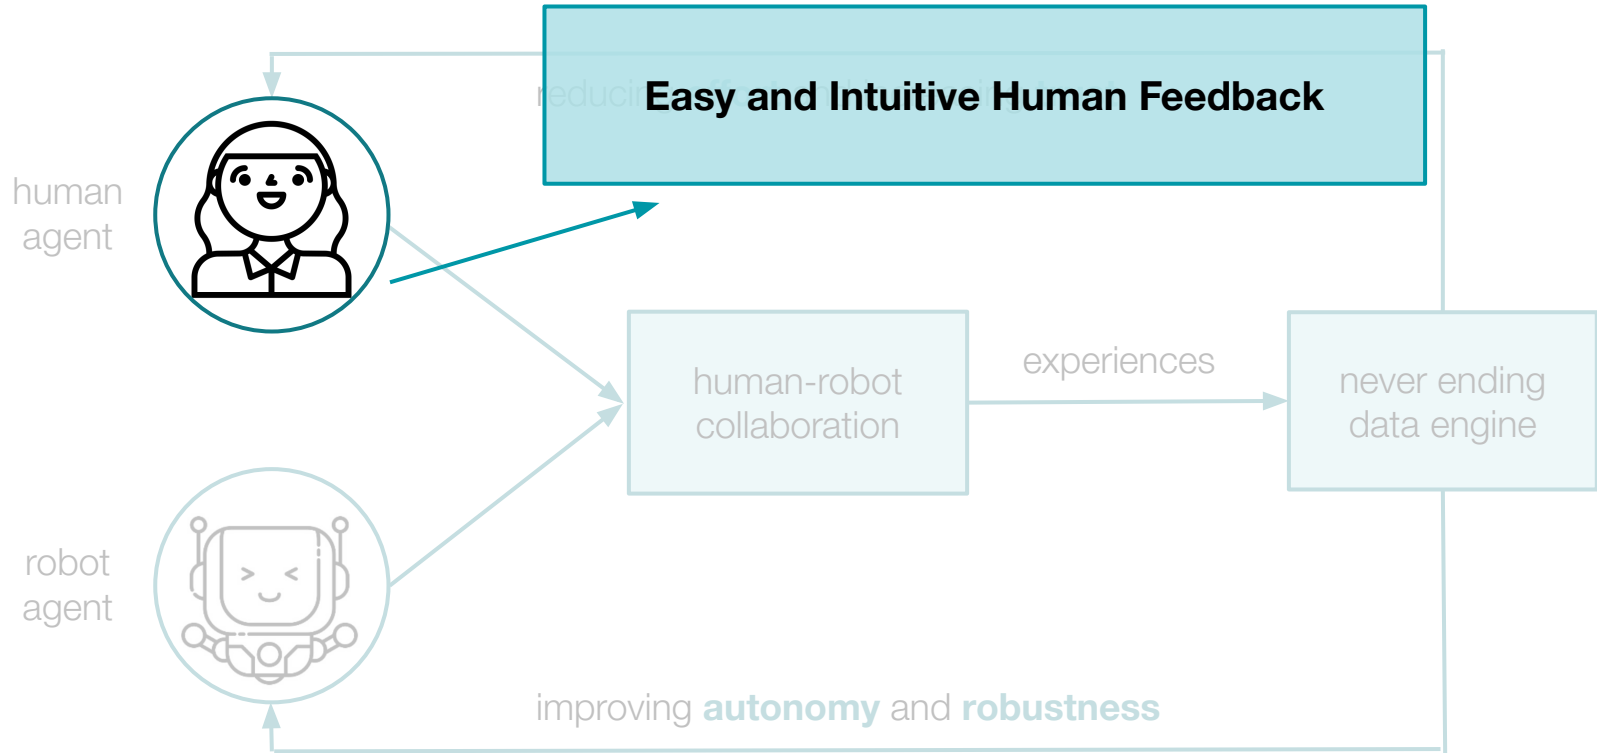 reducing
Easy and Intuitive Human Feedback
human
agent
human-robot
collaboration
experiences
never ending
data engine
robot
agent
improving autonomy and robustness